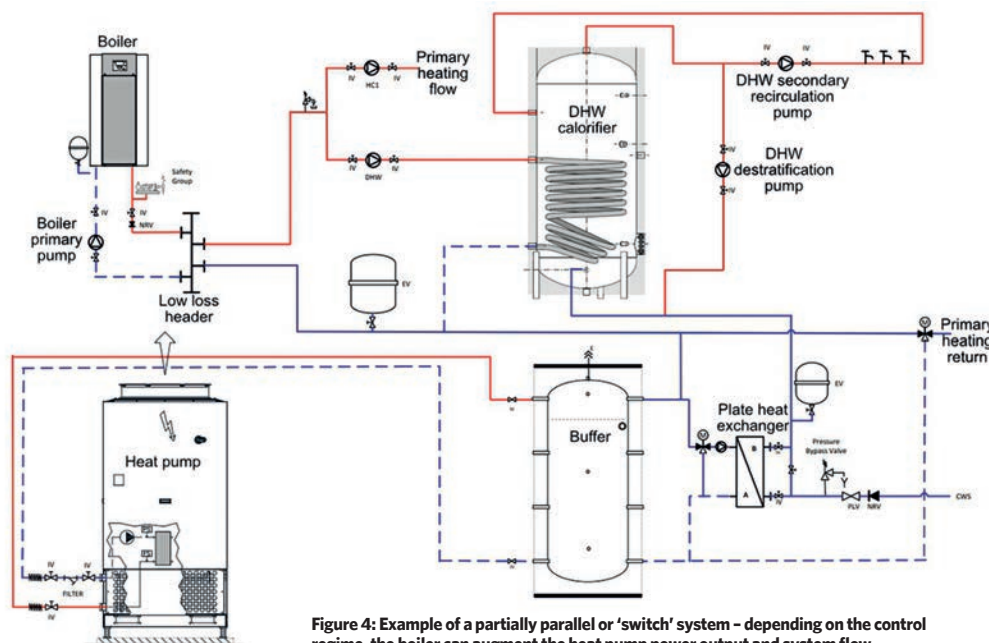 Boiler
Primary
heating
flow
IV
IV
HC1
DHW secondary
recirculation
pump
IV
IV
DHW
calorifier
Safety
Group
IV
IV
DHW
IV
IV
DHW
destratification
pump
IV
IV
NRV
Boiler
primary
pump
Low loss
header
EV
M
Primary
heating
return
Heat pump
Buffer
Plate heat
exchanger
EV
M
B
A
IV
Pressure
Bypass Valve
PLV
NRV
CWS
IV
IV
FILTER
IV
Figure 4: Example of a partially parallel or ‘switch’ system – depending on the control
regime, the boiler can augment the heat pump power output and system flow